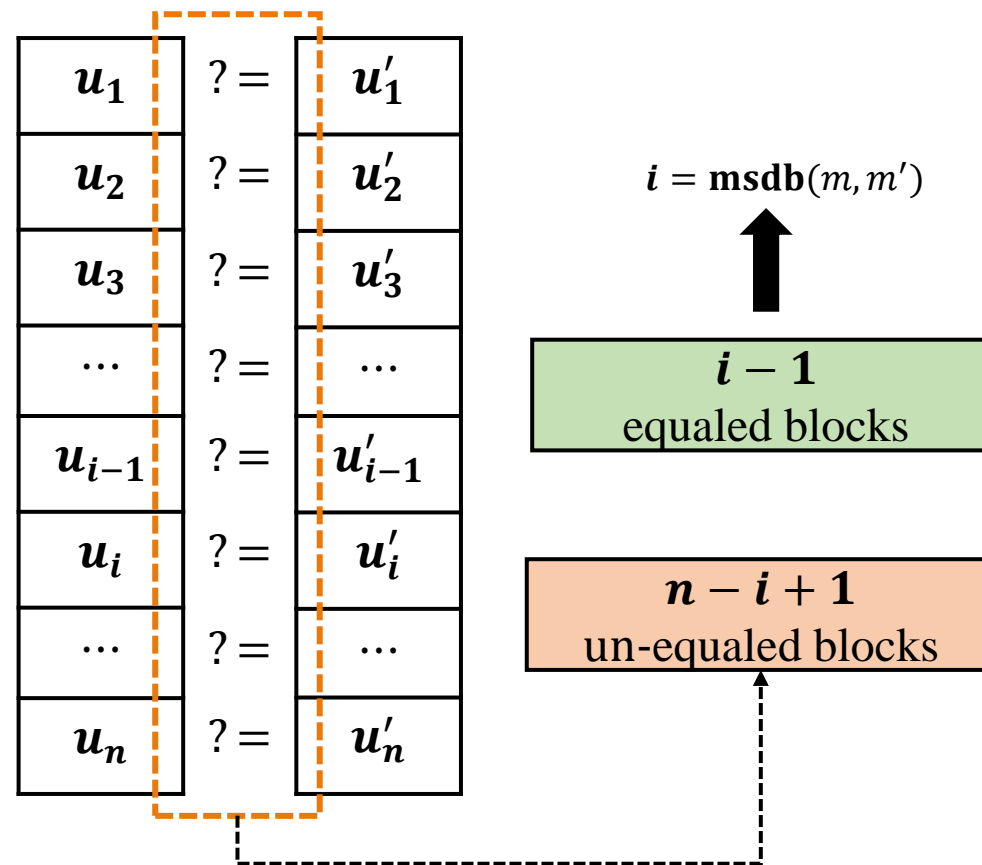 u₁ ?= u′₁
u₂ ?= u′₂
u₃ ?= u′₃
⋯ ?= ⋯
uᵢ₋₁ ?= u′ᵢ₋₁
uᵢ ?= u′ᵢ
⋯ ?= ⋯
uₙ ?= u′ₙ
i = msdb(m, m′)
i − 1
equaled blocks
n − i + 1
un-equaled blocks